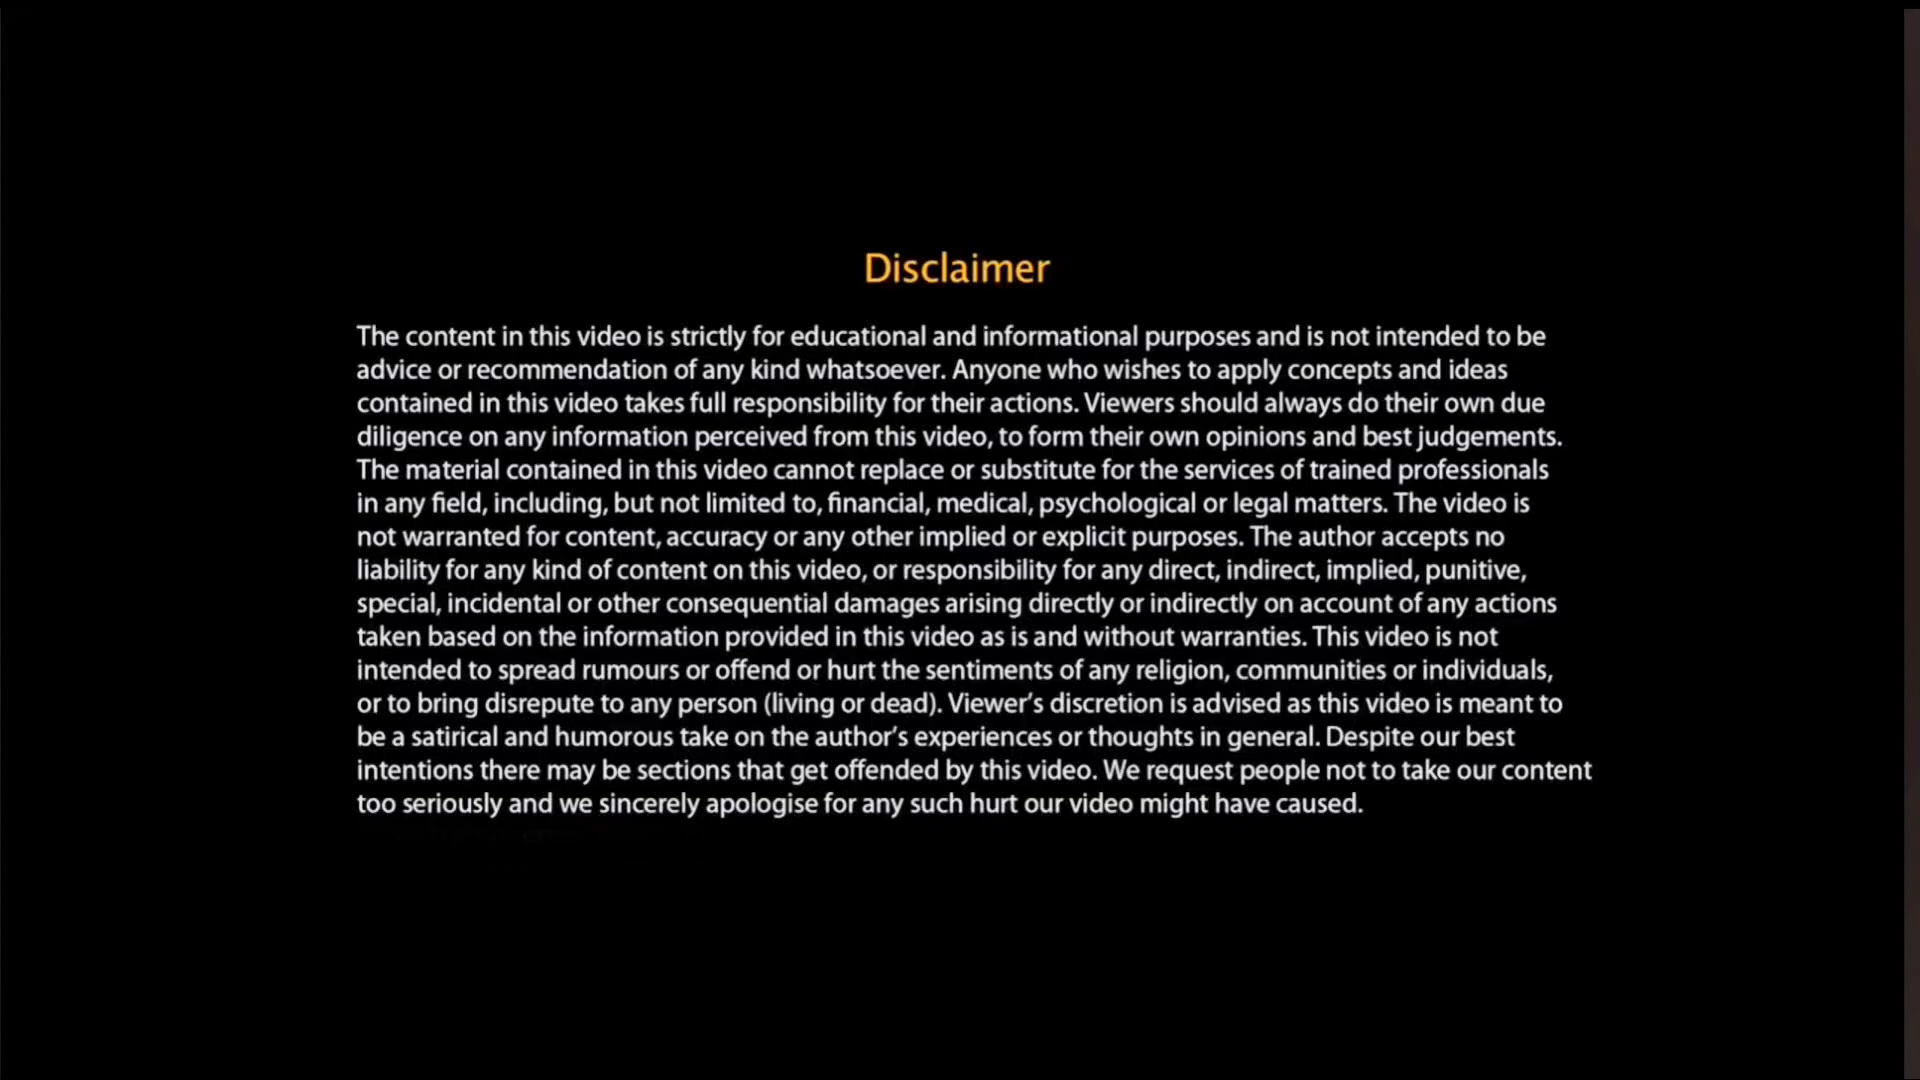 Disclaimer
The content in this video is strictly for educational and informational purposes and is not intended to be
advice or recommendation of any kind whatsoever. Anyone who wishes to apply concepts and ideas
contained in this video takes full responsibility for their actions. Viewers should always do their own due
diligence on any information perceived from this video, to form their own opinions and best judgements.
The material contained in this video cannot replace or substitute for the services of trained professionals
in any field, including, but not limited to, financial, medical, psychological or legal matters. The video is
not warranted for content, accuracy or any other implied or explicit purposes. The author accepts no
liability for any kind of content on this video, or responsibility for any direct, indirect, implied, punitive,
special, incidental or other consequential damages arising directly or indirectly on account of any actions
taken based on the information provided in this video as is and without warranties. This video is not
intended to spread rumours or offend or hurt the sentiments of any religion, communities or individuals,
or to bring disrepute to any person (living or dead). Viewer’s discretion is advised as this video is meant to
be a satirical and humorous take on the author’s experiences or thoughts in general. Despite our best
intentions there may be sections that get offended by this video. We request people not to take our content
too seriously and we sincerely apologise for any such hurt our video might have caused.